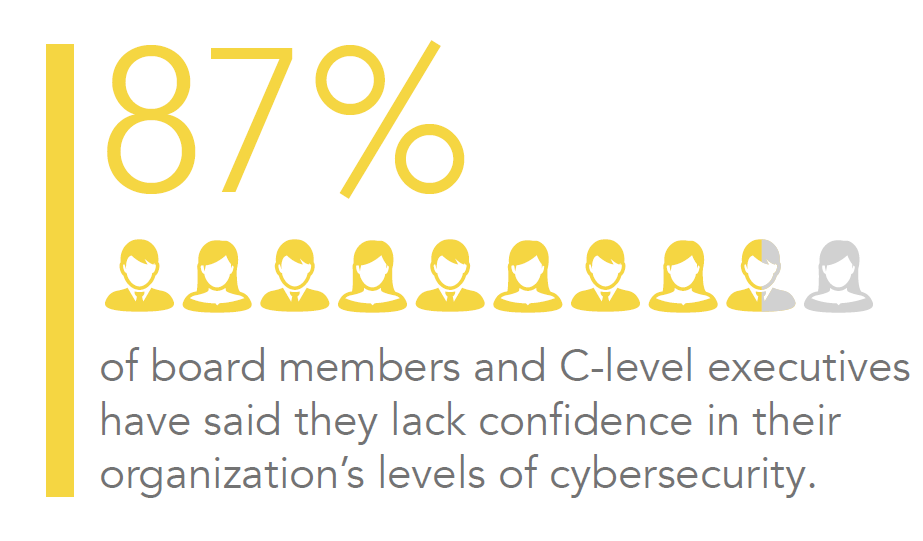 87%
of board members and C-level executives
have said they lack confidence in their
organization’s levels of cybersecurity.